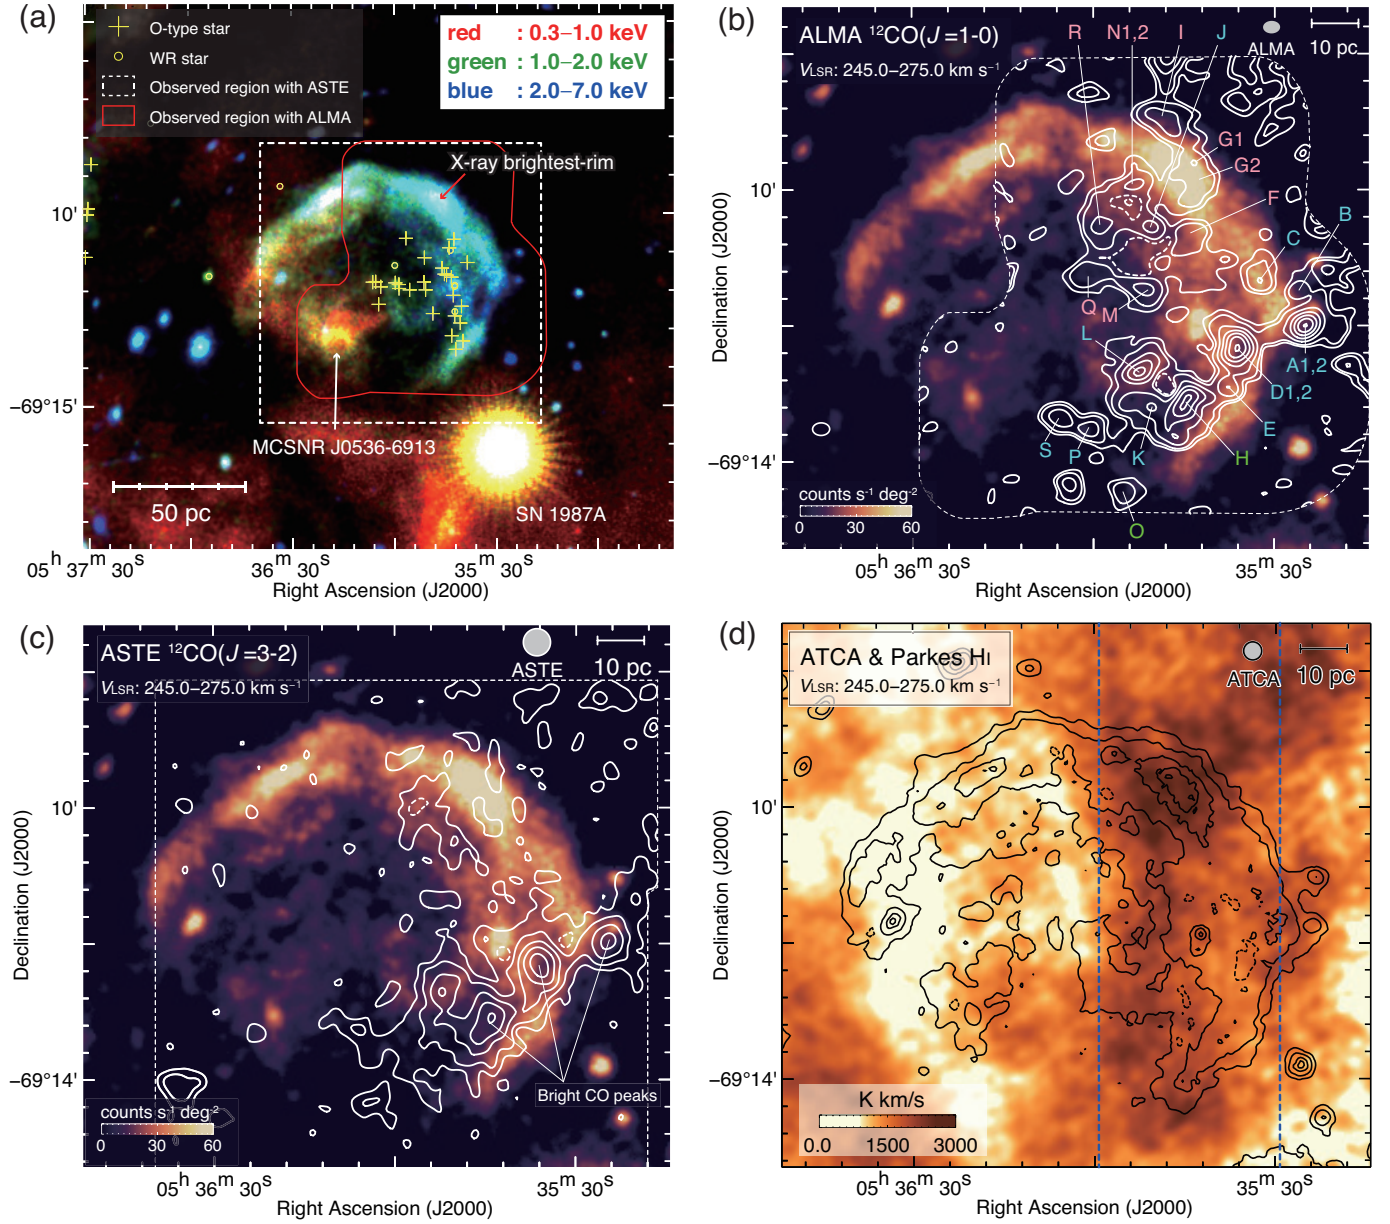 (a)
O-type star
WR star
Observed region with ASTE
Observed region with ALMA
red : 0.3–1.0 keV
green : 1.0–2.0 keV
blue : 2.0–7.0 keV
X-ray brightest-rim
MCSNR J0536-6913
SN 1987A
50 pc
10'
−69°15'
05h 37m 30s
36m 30s
35m 30s
Right Ascension (J2000)
Declination (J2000)
(b)
ALMA 12CO(J=1-0)
VLSR: 245.0–275.0 km s−1
ALMA
10 pc
R
N1,2
I
J
G1
G2
F
B
C
Q
M
L
A1,2
D1,2
E
S
P
K
H
O
counts s-1 deg-2
0 30 60
10'
−69°14'
05h 36m 30s
35m 30s
Right Ascension (J2000)
Declination (J2000)
(c)
ASTE 12CO(J=3-2)
VLSR: 245.0–275.0 km s−1
ASTE
10 pc
Bright CO peaks
counts s-1 deg-2
0 30 60
10'
−69°14'
05h 36m 30s
35m 30s
Right Ascension (J2000)
Declination (J2000)
(d)
ATCA & Parkes HI
VLSR: 245.0–275.0 km s−1
ATCA
10 pc
K km/s
0.0 1500 3000
10'
−69°14'
05h 36m 30s
35m 30s
Right Ascension (J2000)
Declination (J2000)